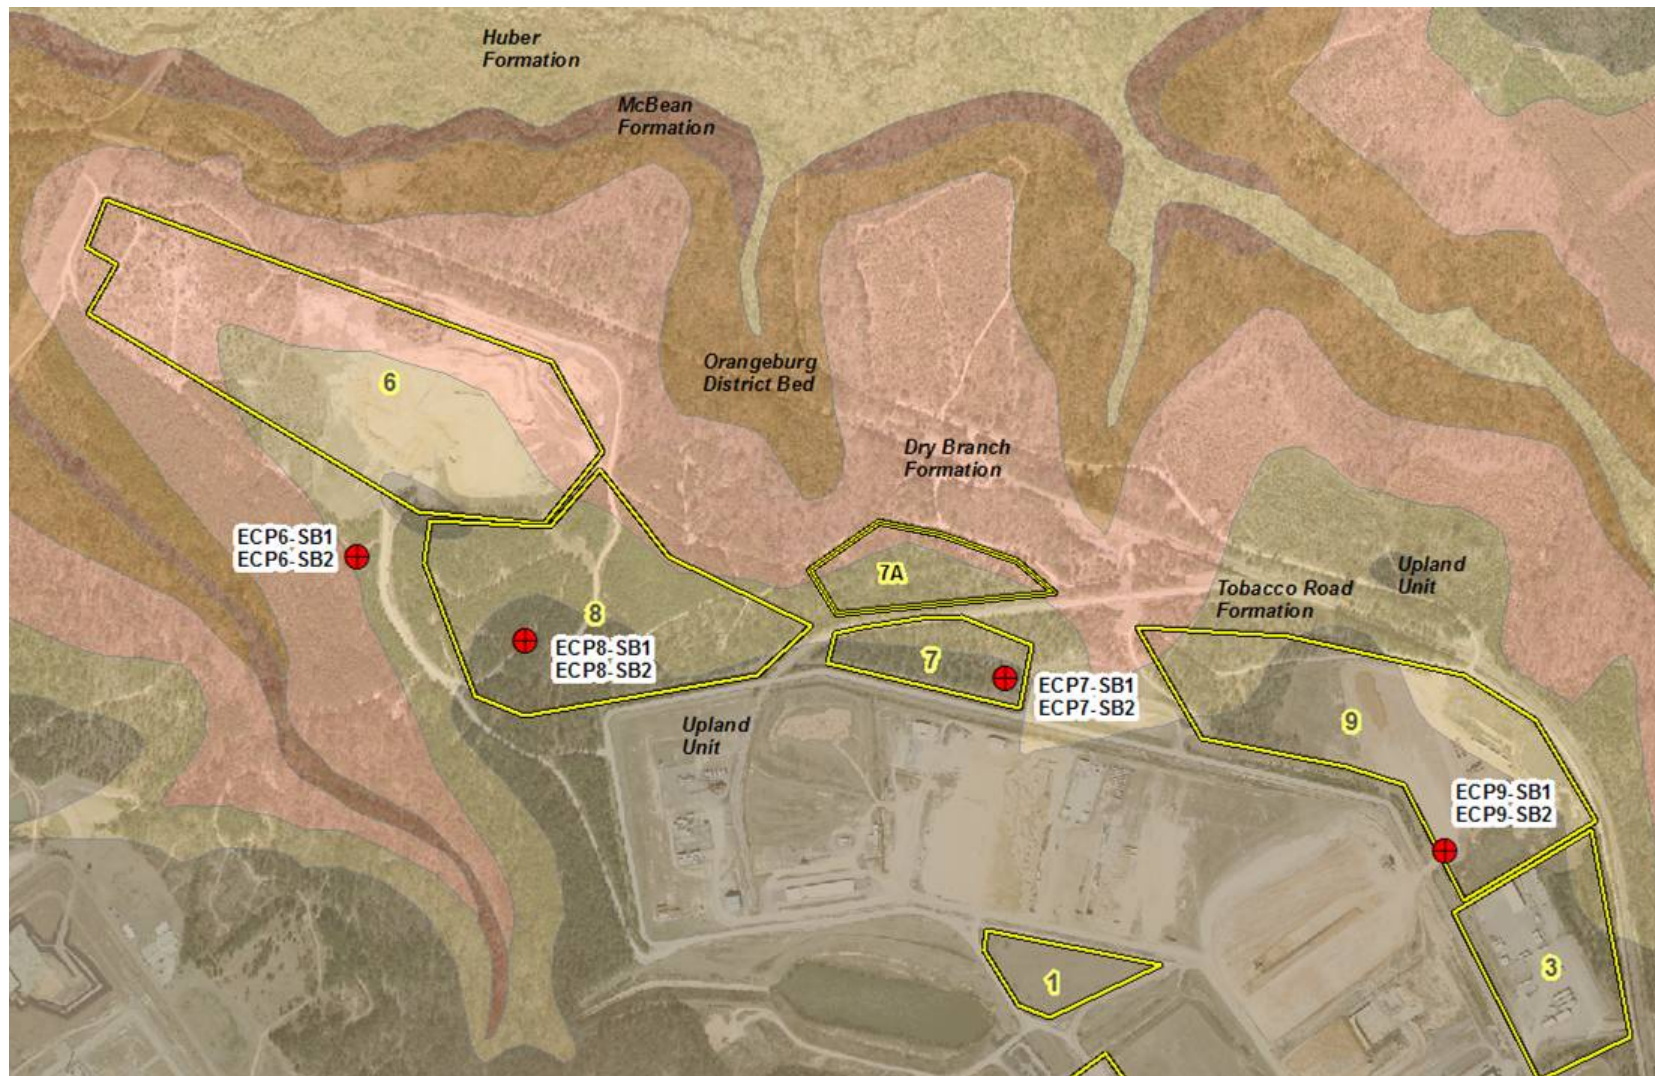 Huber
Formation
McBean
Formation
Orangeburg
District Bed
6
Dry Branch
Formation
ECP6-SB1
ECP6-SB2
7A
Upland
Unit
Tobacco Road
Formation
8
ECP8-SB1
ECP8-SB2
7
ECP7-SB1
ECP7-SB2
Upland
Unit
9
ECP9-SB1
ECP9-SB2
1
3